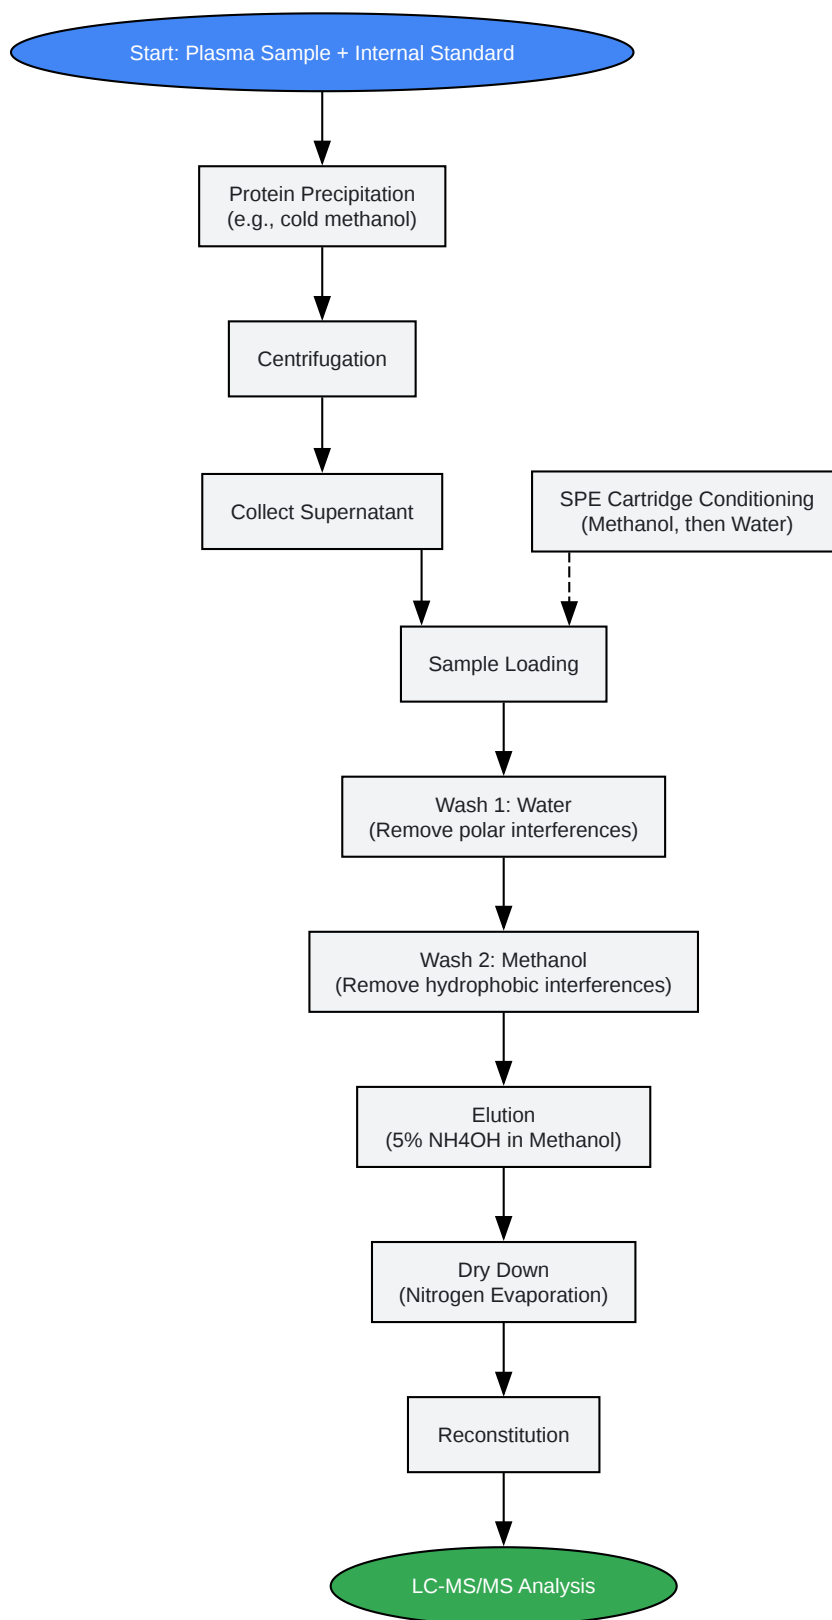 Start: Plasma Sample + Internal Standard
Protein Precipitation
(e.g., cold methanol)
Centrifugation
Collect Supernatant
SPE Cartridge Conditioning
(Methanol, then Water)
Sample Loading
Wash 1: Water
(Remove polar interferences)
Wash 2: Methanol
(Remove hydrophobic interferences)
Elution
(5% NH4OH in Methanol)
Dry Down
(Nitrogen Evaporation)
Reconstitution
LC-MS/MS Analysis